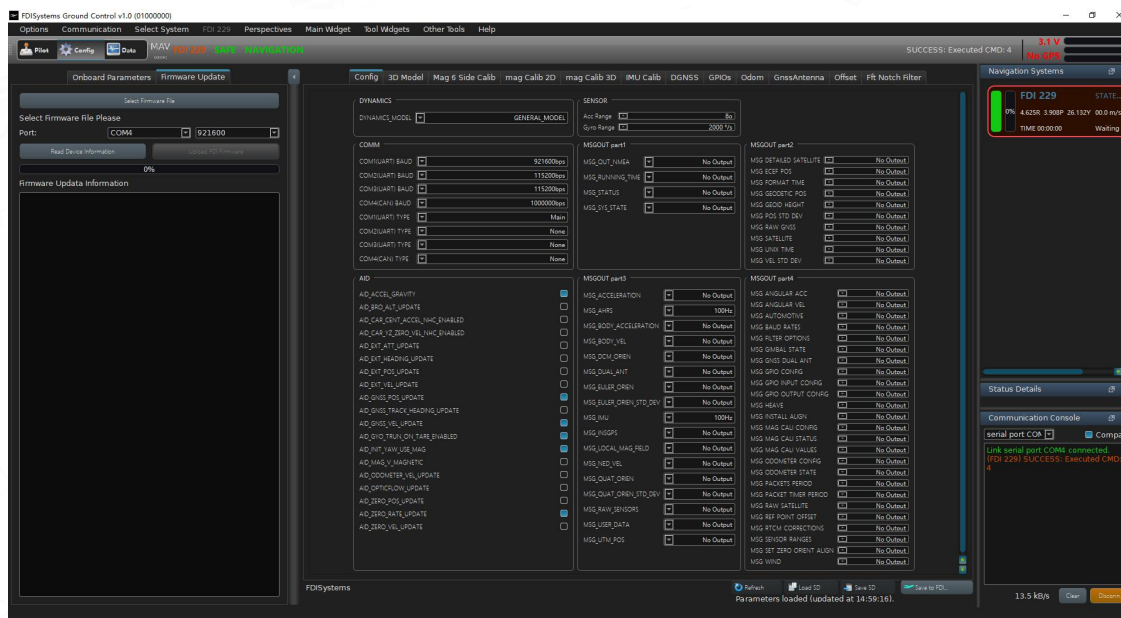 FDISystems Ground Control v1.0 (01000000)
Options Communication Select System FDI 229 Perspectives Main Widget Tool Widgets Other Tools Help
Pilot Config Data MAV FDI 229 SAFE NAVIGATION SUCCESS: Executed CMD: 4 3.1 V
No GPS
Onboard Parameters Firmware Update
Select Firmware File
Select Firmware File Please
Port: COM4 921600
Read Device Information Upload FDI Firmware
0%
Firmware Updata Information
Config 3D Model Mag 6 Side Calib mag Calib 2D mag Calib 3D IMU Calib DGNSS GPIOs Odom GnssAntenna Offset Fft Notch Filter
DYNAMICS
DYNAMICS_MODEL GENERAL_MODEL
SENSOR
Acc Range 8g
Gyro Range 2000 °/s
COMM
COM1(UART) BAUD 921600bps
COM2(UART) BAUD 115200bps
COM3(UART) BAUD 115200bps
COM4(CAN) BAUD 1000000bps
COM1(UART) TYPE Main
COM2(UART) TYPE None
COM3(UART) TYPE None
COM4(CAN) TYPE None
MSGOUT part1
MSG_OUT_NMEA No Output
MSG_RUNNING_TIME No Output
MSG_STATUS No Output
MSG_SYS_STATE No Output
MSGOUT part2
MSG DETAILED SATELLITE No Output
MSG ECEF POS No Output
MSG FORMAT TIME No Output
MSG GEODETIC POS No Output
MSG GEOID HEIGHT No Output
MSG POS STD DEV No Output
MSG RAW GNSS No Output
MSG SATELLITE No Output
MSG UNIX TIME No Output
MSG VEL STD DEV No Output
AID
AID_ACCEL_GRAVITY
AID_BRO_ALT_UPDATE
AID_CAR_CENT_ACCEL_NHC_ENABLED
AID_CAR_YZ_ZERO_VEL_NHC_ENABLED
AID_EXT_ATT_UPDATE
AID_EXT_HEADING_UPDATE
AID_EXT_POS_UPDATE
AID_EXT_VEL_UPDATE
AID_GNSS_POS_UPDATE
AID_GNSS_TRACK_HEADING_UPDATE
AID_GNSS_VEL_UPDATE
AID_GYO_TRUN_ON_TARE_ENABLED
AID_INIT_YAW_USE_MAG
AID_MAG_V_MAGNETIC
AID_ODOMETER_VEL_UPDATE
AID_OPTICFLOW_UPDATE
AID_ZERO_POS_UPDATE
AID_ZERO_RATE_UPDATE
AID_ZERO_VEL_UPDATE
MSGOUT part3
MSG_ACCELERATION No Output
MSG_AHRS 100Hz
MSG_BODY_ACCELERATION No Output
MSG_BODY_VEL No Output
MSG_DCM_ORIEN No Output
MSG_DUAL_ANT No Output
MSG_EULER_ORIEN No Output
MSG_EULER_ORIEN_STD_DEV No Output
MSG_IMU 100Hz
MSG_INSGPS No Output
MSG_LOCAL_MAG_FIELD No Output
MSG_NED_VEL No Output
MSG_QUAT_ORIEN No Output
MSG_QUAT_ORIEN_STD_DEV No Output
MSG_RAW_SENSORS No Output
MSG_USER_DATA No Output
MSG_UTM_POS No Output
MSGOUT part4
MSG ANGULAR ACC No Output
MSG ANGULAR VEL No Output
MSG AUTOMOTIVE No Output
MSG BAUD RATES No Output
MSG FILTER OPTIONS No Output
MSG GIMBAL STATE No Output
MSG GNSS DUAL ANT No Output
MSG GPIO CONFIG No Output
MSG GPIO INPUT CONFIG No Output
MSG GPIO OUTPUT CONFIG No Output
MSG HEAVE No Output
MSG INSTALL ALIGN No Output
MSG MAG CALI CONFIG No Output
MSG MAG CALI STATUS No Output
MSG MAG CALI VALUES No Output
MSG ODOMETER CONFIG No Output
MSG ODOMETER STATE No Output
MSG PACKETS PERIOD No Output
MSG PACKET TIMER PERIOD No Output
MSG RAW SATELLITE No Output
MSG REF POINT OFFSET No Output
MSG RTCM CORRECTIONS No Output
MSG SENSOR RANGES No Output
MSG SET ZERO ORIENT ALIGN No Output
MSG WIND No Output
FDISystems
Refresh Load SD Save SD Save to FDI...
Parameters loaded (updated at 14:59:16).
Navigation Systems
FDI 229 STATE...
0% 4.625R 3.908P 26.132Y 00.0 m/s
TIME 00:00:00 Waiting
Status Details
Communication Console
serial port COM Compa
Link serial port COM4 connected.
(FDI 229) SUCCESS: Executed CMD:
4
13.5 kB/s Clear Disconn